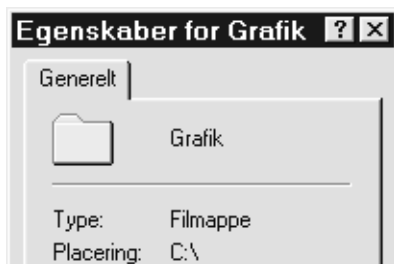 Egenskaber for Grafik ? ×
Generelt
Grafik
Type: Filmappe
Placering: C:\